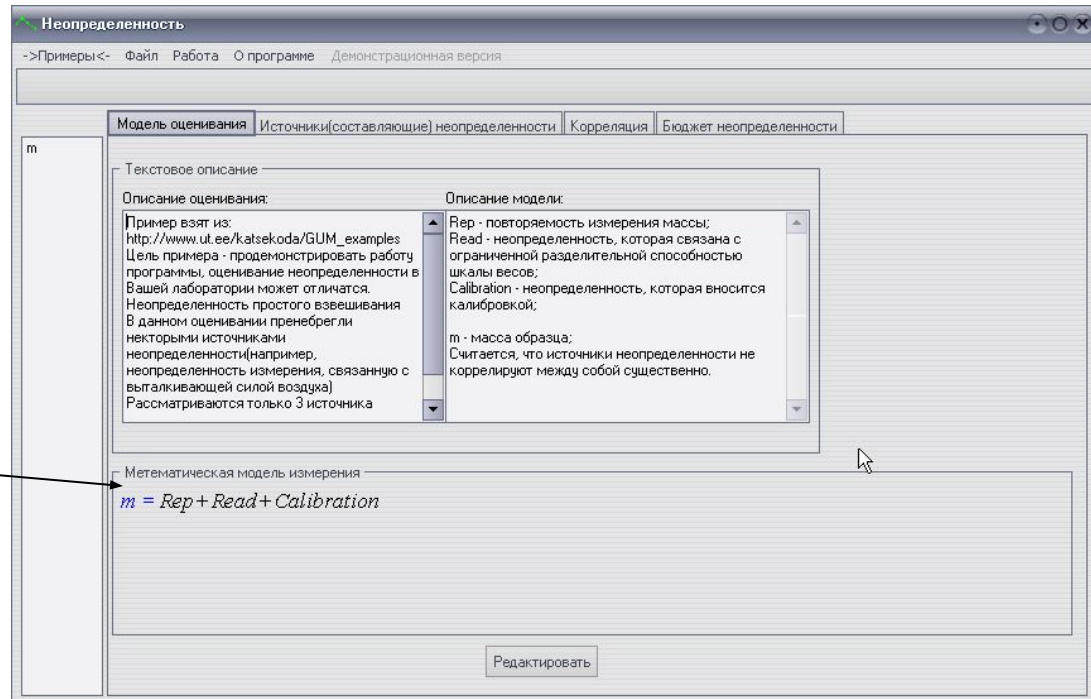 Неопределенность
->Примеры<- Файл Работа О программе Демонстрационная версия
Модель оценивания Источники(составляющие) неопределенности Корреляция Бюджет неопределенности
m
Текстовое описание
Описание оценивания:
Пример взят из:
http://www.ut.ee/katsekoda/GUM_examples
Цель примера - продемонстрировать работу
программы, оценивание неопределенности в
Вашей лаборатории может отличатся.
Неопределенность простого взвешивания
В данном оценивании пренебрегли
некторыми источниками
неопределенности(например,
неопределенность измерения, связанную с
выталкивающей силой воздуха)
Рассматриваются только 3 источника
Описание модели:
Rep - повторяемость измерения массы;
Read - неопределенность, которая связана с
ограниченной разделительной способностью
шкалы весов;
Calibration - неопределенность, которая вносится
калибровкой;
m - масса образца;
Считается, что источники неопределенности не
коррелируют между собой существенно.
Метематическая модель измерения
m = Rep + Read + Calibration
Редактировать